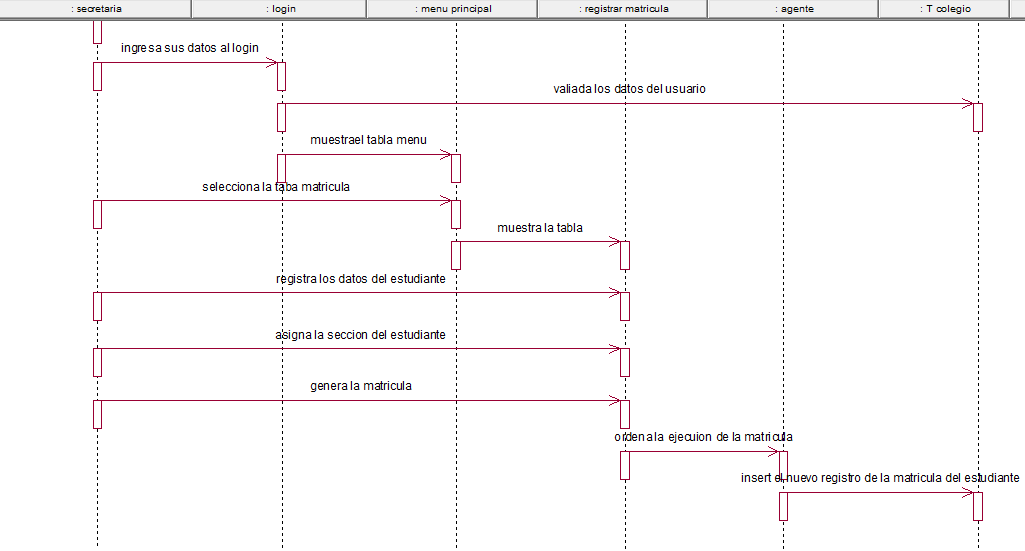 : secretaria
: login
: menu principal
: registrar matricula
: agente
: T colegio
ingresa sus datos al login
valiada los datos del usuario
muestrael tabla menu
selecciona la taba matricula
muestra la tabla
registra los datos del estudiante
asigna la seccion del estudiante
genera la matricula
ordena la ejecuion de la matricula
insert el nuevo registro de la matricula del estudiante